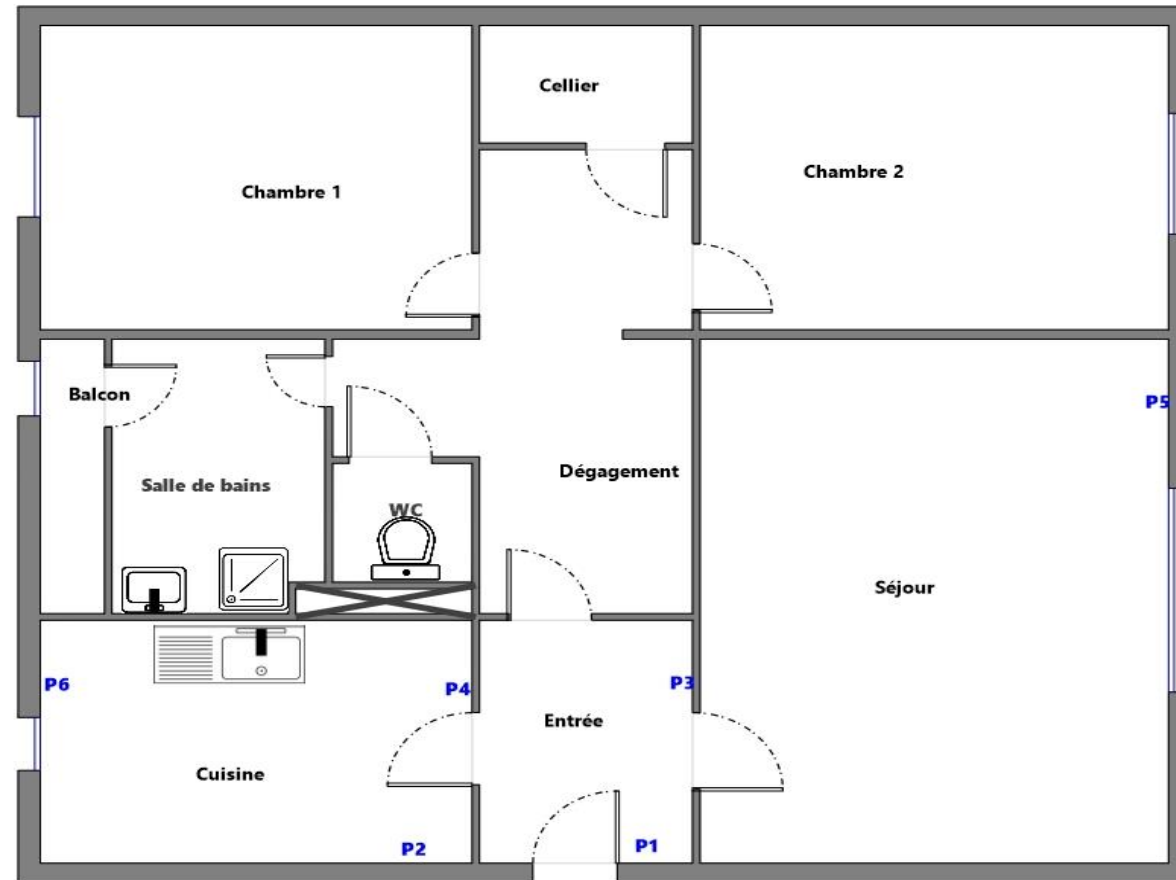 Cellier
Chambre 1
Chambre 2
Balcon
P5
Salle de bains
Dégagement
WC
Séjour
P6
P4
P3
Entrée
Cuisine
P2
P1